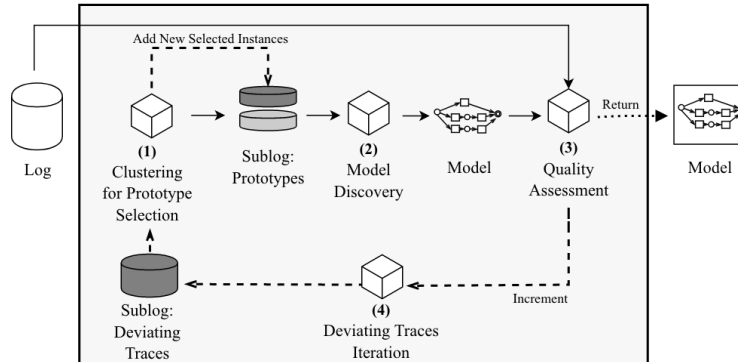 Add New Selected Instances
Log
(1)
Clustering
for Prototype
Selection
Sublog:
Prototypes
(2)
Model
Discovery
Model
(3)
Quality
Assessment
Return
Model
Increment
(4)
Deviating Traces
Iteration
Sublog:
Deviating
Traces